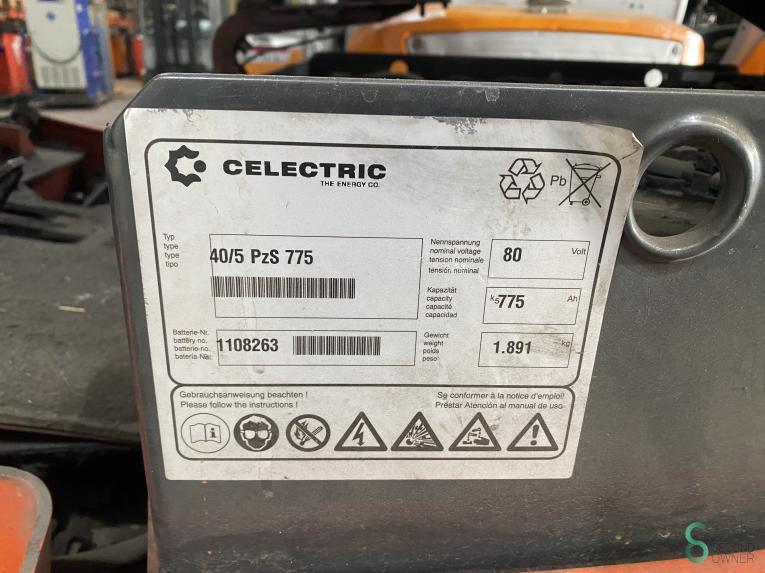 CELECTRIC
THE ENERGY CO.
Pb
Typ
type
type
tipo
40/5 PzS 775
Nennspannung
nominal voltage
tension nominale
tensión nominal
80 Volt
Kapazität
capacity
capacité
capacidad
K5 775 Ah
Batterie-Nr.
battery no.
batterie-no.
batería-No.
1108263
Gewicht
weight
poids
peso
1.891 kg
Gebrauchsanweisung beachten !
Please follow the instructions !
Se conformer à la notice d'emploi!
Préstar Atención al manual de uso
SECOND
OWNER